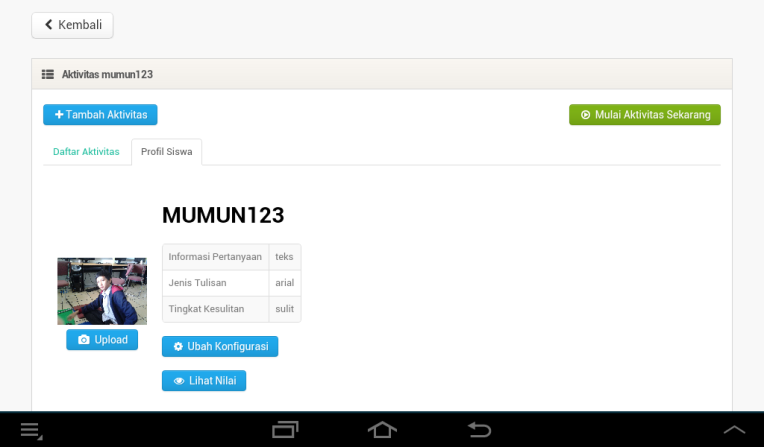 Kembali
Aktivitas mumun123
Tambah Aktivitas
Mulai Aktivitas Sekarang
Daftar Aktivitas
Profil Siswa
MUMUN123
Informasi Pertanyaan teks
Jenis Tulisan arial
Tingkat Kesulitan sulit
Upload
Ubah Konfigurasi
Lihat Nilai